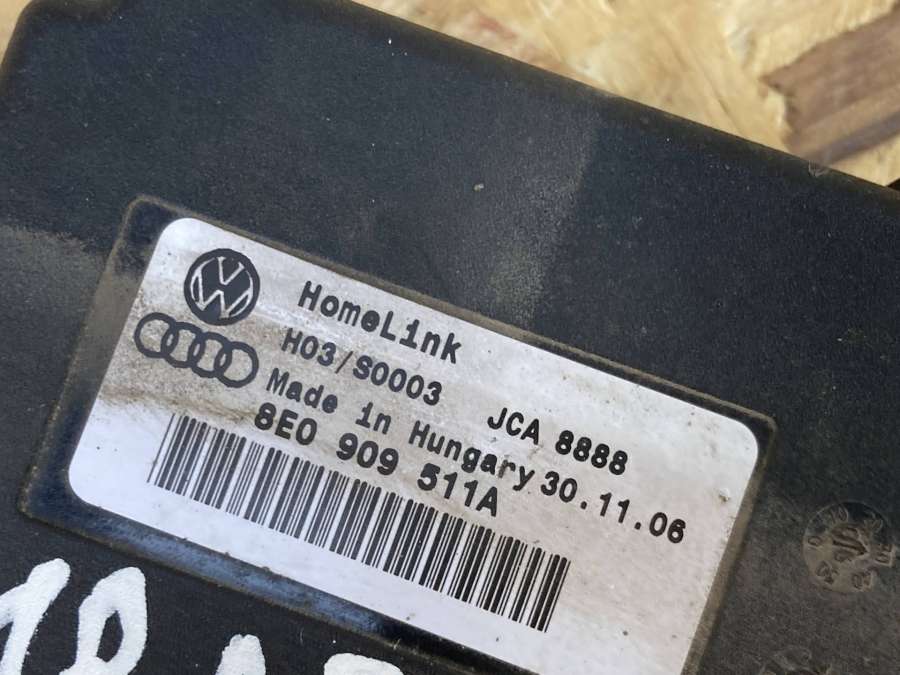 HomeLink
H03/S0003 JCA 8888
Made in Hungary 30.11.06
8E0 909 511A